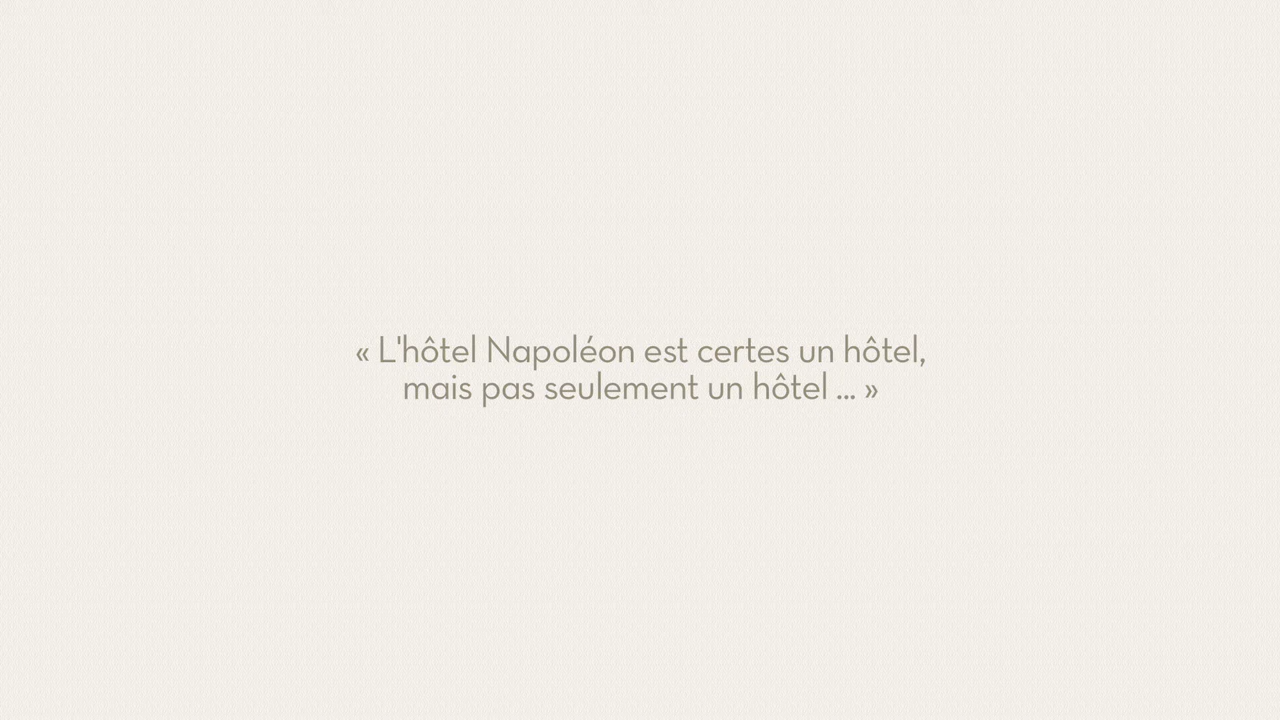 « L'hôtel Napoléon est certes un hôtel,
mais pas seulement un hôtel ... »